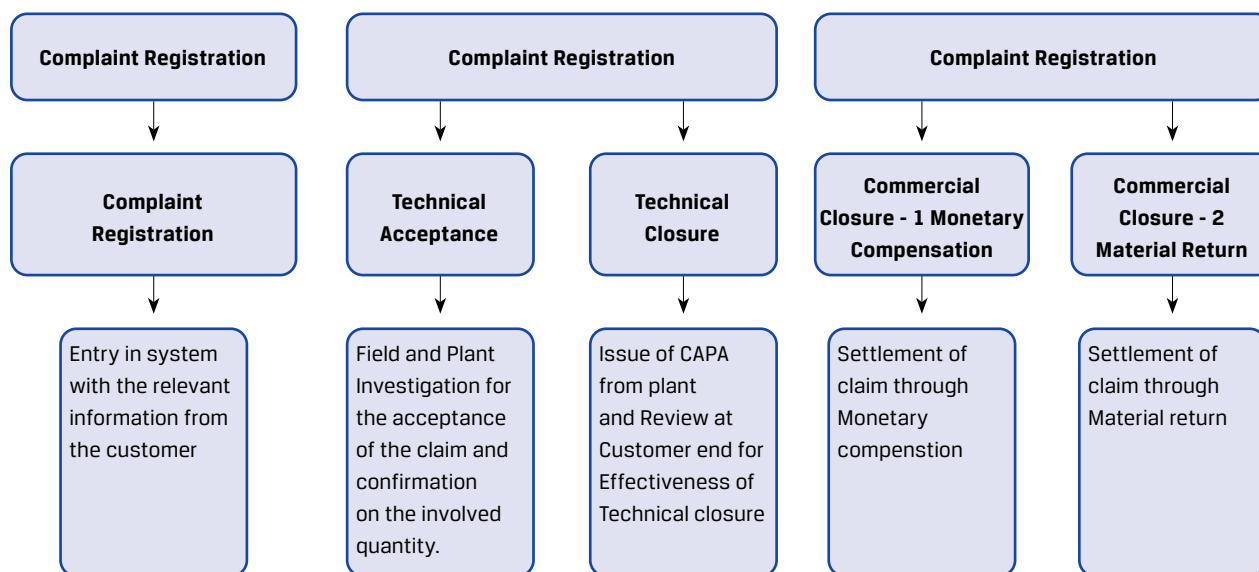 Complaint Registration
Complaint Registration
Complaint Registration
Complaint
Registration
Technical
Acceptance
Technical
Closure
Commercial
Closure - 1 Monetary
Compensation
Commercial
Closure - 2
Material Return
Entry in system
with the relevant
information from
the customer
Field and Plant
Investigation for
the acceptance
of the claim and
confirmation
on the involved
quantity.
Issue of CAPA
from plant
and Review at
Customer end for
Effectiveness of
Technical closure
Settlement of
claim through
Monetary
compenstion
Settlement of
claim through
Material return